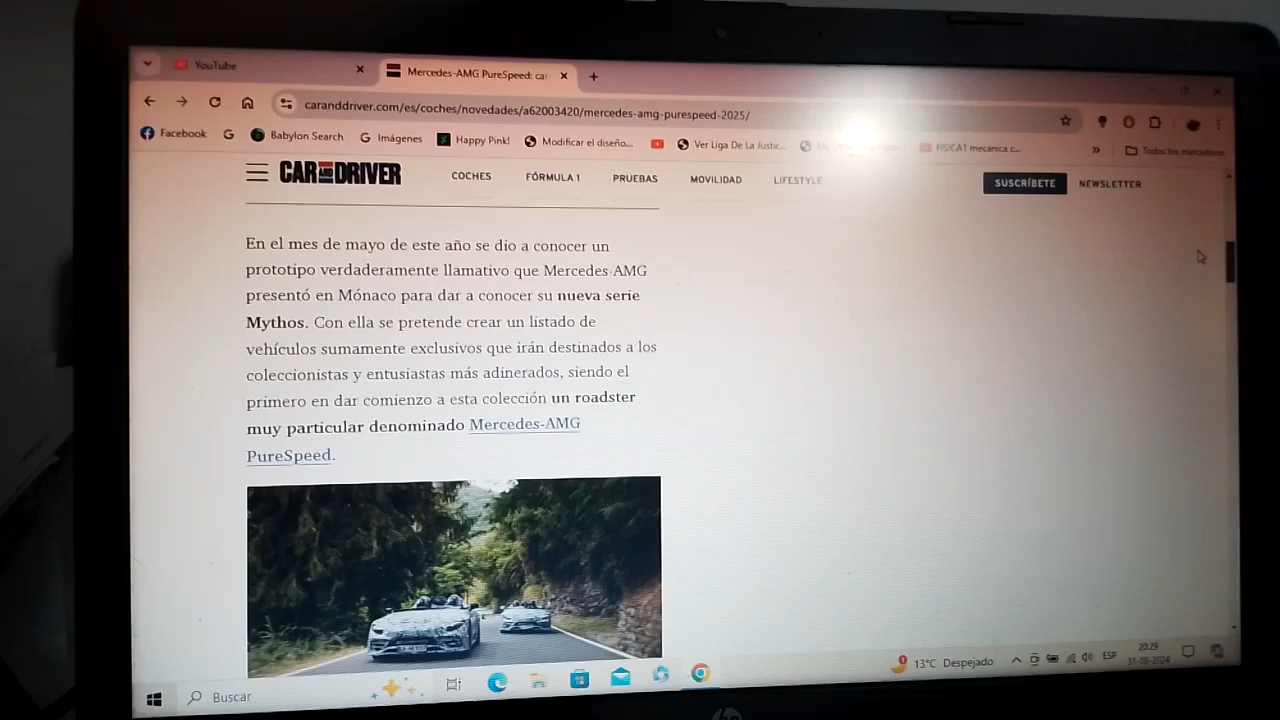 YouTube
Mercedes-AMG PureSpeed: car
caranddriver.com/es/coches/novedades/a62003420/mercedes-amg-purespeed-2025/
Facebook G Babylon Search G Imágenes Happy Pink! Modificar el diseño... Ver Liga De La Justic... FISICA1 mecanica c... » Todos los marcadores
CAR AND DRIVER COCHES FÓRMULA 1 PRUEBAS MOVILIDAD LIFESTYLE SUSCRÍBETE NEWSLETTER
En el mes de mayo de este año se dio a conocer un
prototipo verdaderamente llamativo que Mercedes-AMG
presentó en Mónaco para dar a conocer su nueva serie
Mythos. Con ella se pretende crear un listado de
vehículos sumamente exclusivos que irán destinados a los
coleccionistas y entusiastas más adinerados, siendo el
primero en dar comienzo a esta colección un roadster
muy particular denominado Mercedes-AMG
PureSpeed.
Buscar
13°C Despejado ESP 20:29
31-08-2024
hp